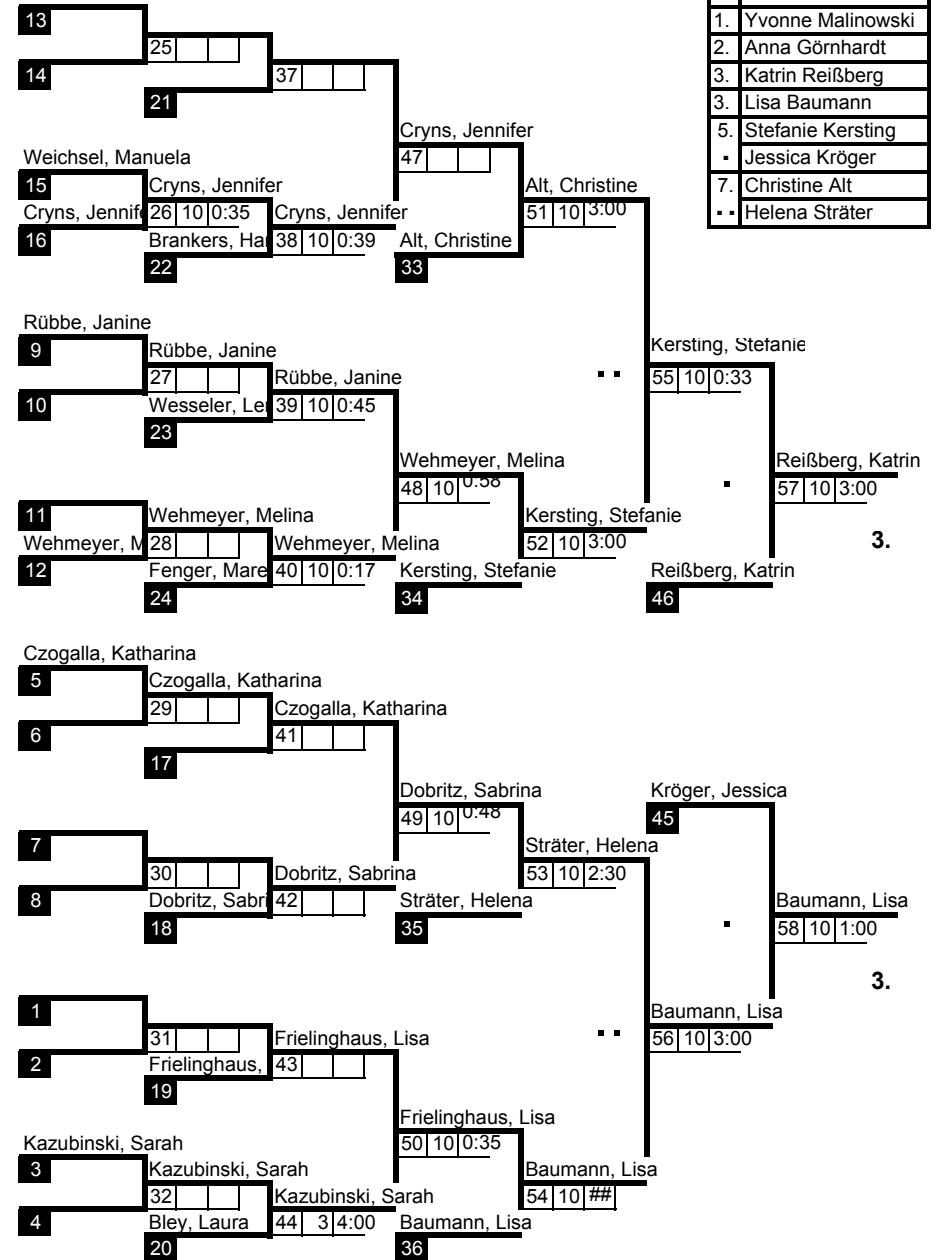 13
1. Yvonne Malinowski
25
2. Anna Görnhardt
14
37
3. Katrin Reißberg
21
3. Lisa Baumann
Cryns, Jennifer
5. Stefanie Kersting
Weichsel, Manuela
47
. Jessica Kröger
15
Cryns, Jennifer
Alt, Christine
7. Christine Alt
Cryns, Jennife
26 10 0:35
Cryns, Jennifer
51 10 3:00
.. Helena Sträter
16
Brankers, Ha
38 10 0:39
Alt, Christine
22
33
Rübbe, Janine
9
Rübbe, Janine
Kersting, Stefanie
27
Rübbe, Janine
..
55 10 0:33
10
Wesseler, Le
39 10 0:45
23
Wehmeyer, Melina
Reißberg, Katrin
48 10 0:58
.
57 10 3:00
11
Wehmeyer, Melina
Kersting, Stefanie
Wehmeyer, M
28
Wehmeyer, Melina
52 10 3:00
3.
12
Fenger, Mare
40 10 0:17
Kersting, Stefanie
Reißberg, Katrin
24
34
46
Czogalla, Katharina
5
Czogalla, Katharina
29
Czogalla, Katharina
6
41
17
Dobritz, Sabrina
Kröger, Jessica
49 10 0:48
45
7
Sträter, Helena
30
Dobritz, Sabrina
53 10 2:30
8
Dobritz, Sabri
42
Sträter, Helena
Baumann, Lisa
18
35
.
58 10 1:00
3.
1
Baumann, Lisa
31
Frielinghaus, Lisa
..
56 10 3:00
2
Frielinghaus,
43
19
Frielinghaus, Lisa
Kazubinski, Sarah
50 10 0:35
3
Kazubinski, Sarah
Baumann, Lisa
32
Kazubinski, Sarah
54 10 ##
4
Bley, Laura
44 3 4:00
Baumann, Lisa
20
36